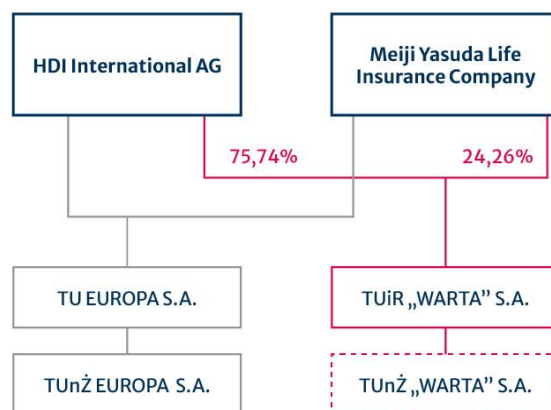 HDI International AG
Meiji Yasuda Life
Insurance Company
75,74%
24,26%
TU EUROPA S.A.
TUiR „WARTA” S.A.
TUnŻ EUROPA S.A.
TUnŻ „WARTA” S.A.